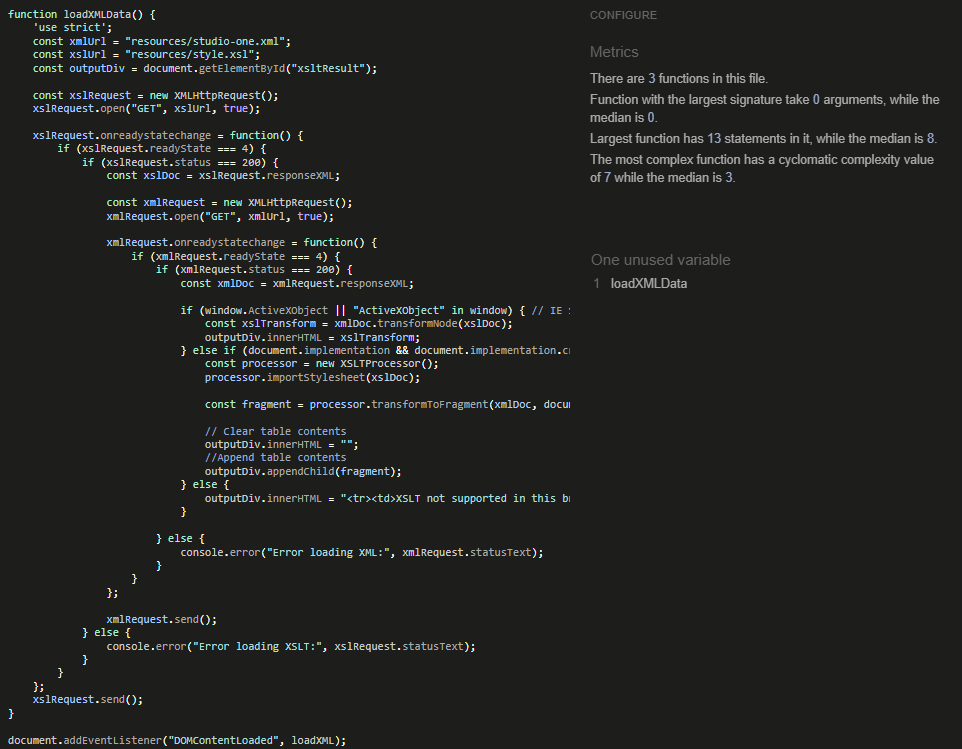 function loadXMLData() {
    'use strict';
    const xmlUrl = "resources/studio-one.xml";
    const xslUrl = "resources/style.xsl";
    const outputDiv = document.getElementById("xsltResult");

    const xslRequest = new XMLHttpRequest();
    xslRequest.open("GET", xslUrl, true);

    xslRequest.onreadystatechange = function() {
        if (xslRequest.readyState === 4) {
            if (xslRequest.status === 200) {
                const xslDoc = xslRequest.responseXML;

                const xmlRequest = new XMLHttpRequest();
                xmlRequest.open("GET", xmlUrl, true);

                xmlRequest.onreadystatechange = function() {
                    if (xmlRequest.readyState === 4) {
                        if (xmlRequest.status === 200) {
                            const xmlDoc = xmlRequest.responseXML;

                            if (window.ActiveXObject || "ActiveXObject" in window) { // IE
                                const xslTransform = xmlDoc.transformNode(xslDoc);
                                outputDiv.innerHTML = xslTransform;
                            } else if (document.implementation && document.implementation.cr
                                const processor = new XSLTProcessor();
                                processor.importStylesheet(xslDoc);

                                const fragment = processor.transformToFragment(xmlDoc, docum

                                // Clear table contents
                                outputDiv.innerHTML = "";
                                //Append table contents
                                outputDiv.appendChild(fragment);
                            } else {
                                outputDiv.innerHTML = "<tr><td>XSLT not supported in this br
                            }

                        } else {
                            console.error("Error loading XML:", xmlRequest.statusText);
                        }
                    }
                };

                xmlRequest.send();
            } else {
                console.error("Error loading XSLT:", xslRequest.statusText);
            }
        }
    };
    xslRequest.send();
}

document.addEventListener("DOMContentLoaded", loadXML);
CONFIGURE
Metrics
There are 3 functions in this file.
Function with the largest signature take 0 arguments, while the
median is 0.
Largest function has 13 statements in it, while the median is 8.
The most complex function has a cyclomatic complexity value
of 7 while the median is 3.
One unused variable
1 loadXMLData